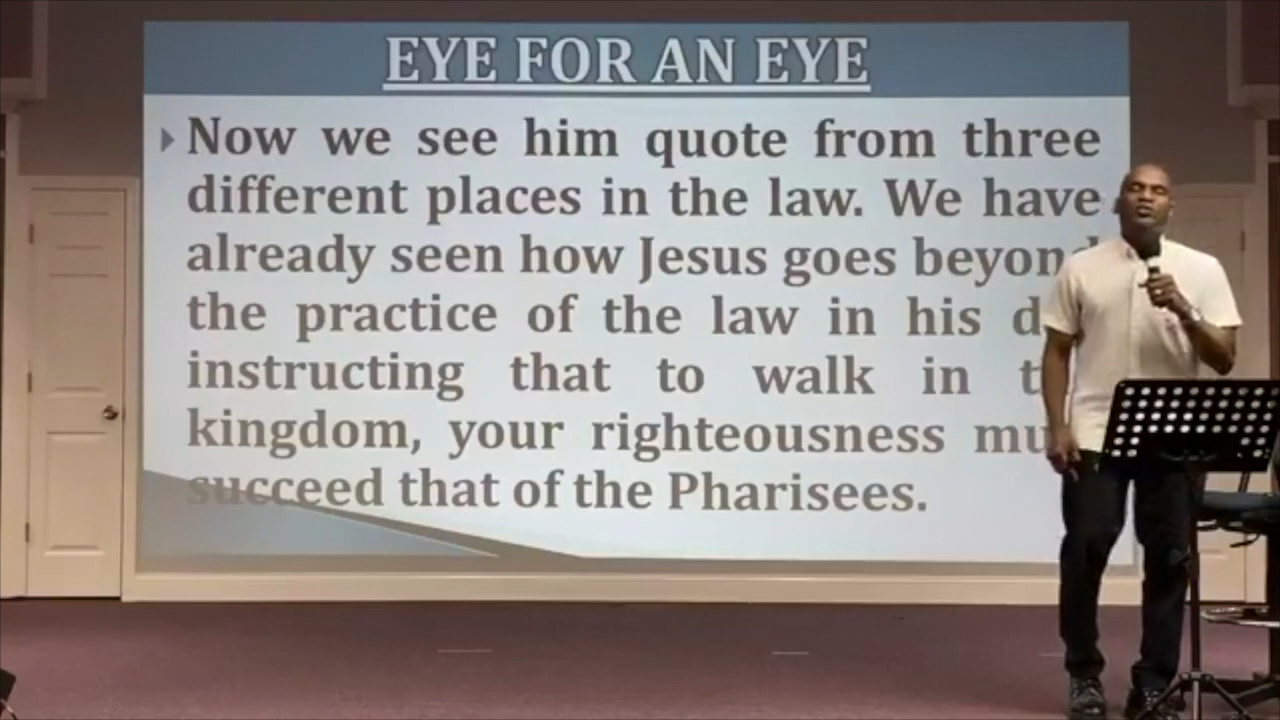 EYE FOR AN EYE
Now we see him quote from three
different places in the law. We have
already seen how Jesus goes beyond
the practice of the law in his
instructing that to walk in
kingdom, your righteousness
succeed that of the Pharisees.